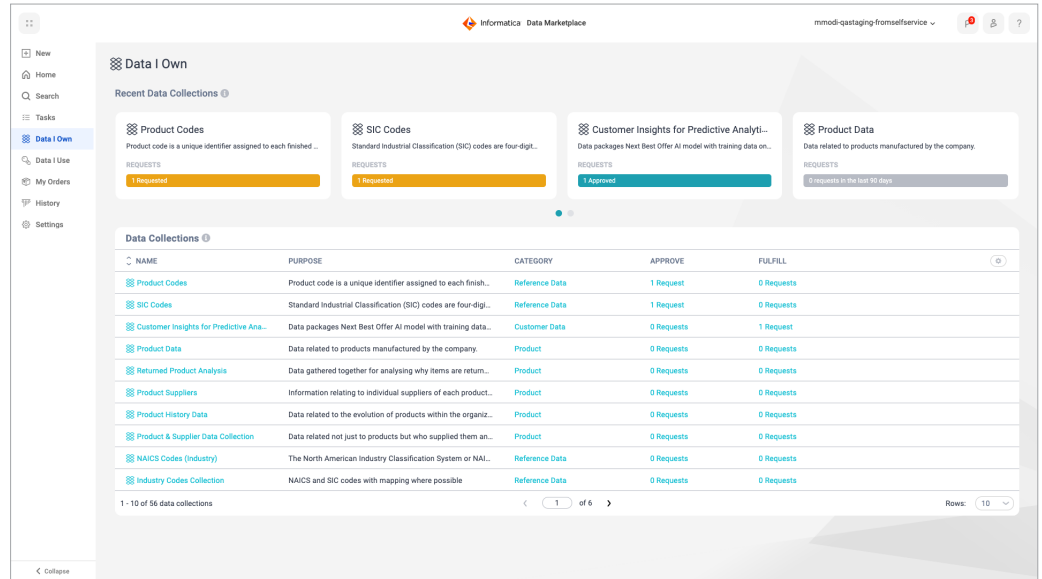 Informatica Data Marketplace
mmodi-qastaging-fromselfservice
3
?
New
Home
Search
Tasks
Data I Own
Data I Use
My Orders
History
Settings
Collapse
Data I Own
Recent Data Collections
Product Codes
Product code is a unique identifier assigned to each finished ...
REQUESTS
1 Requested
SIC Codes
Standard Industrial Classification (SIC) codes are four-digit...
REQUESTS
1 Requested
Customer Insights for Predictive Analyti...
Data packages Next Best Offer AI model with training data on...
REQUESTS
1 Approved
Product Data
Data related to products manufactured by the company.
REQUESTS
0 requests in the last 90 days
Data Collections
NAME PURPOSE CATEGORY APPROVE FULFILL
Product Codes Product code is a unique identifier assigned to each finish... Reference Data 1 Request 0 Requests
SIC Codes Standard Industrial Classification (SIC) codes are four-digi... Reference Data 1 Request 0 Requests
Customer Insights for Predictive Ana... Data packages Next Best Offer AI model with training data... Customer Data 0 Requests 1 Request
Product Data Data related to products manufactured by the company. Product 0 Requests 0 Requests
Returned Product Analysis Data gathered together for analysing why items are return... Product 0 Requests 0 Requests
Product Suppliers Information relating to individual suppliers of each product... Product 0 Requests 0 Requests
Product History Data Data related to the evolution of products within the organiz... Product 0 Requests 0 Requests
Product & Supplier Data Collection Data related not just to products but who supplied them an... Product 0 Requests 0 Requests
NAICS Codes (Industry) The North American Industry Classification System or NAI... Reference Data 0 Requests 0 Requests
Industry Codes Collection NAICS and SIC codes with mapping where possible Reference Data 0 Requests 0 Requests
1 - 10 of 56 data collections 1 of 6 Rows: 10